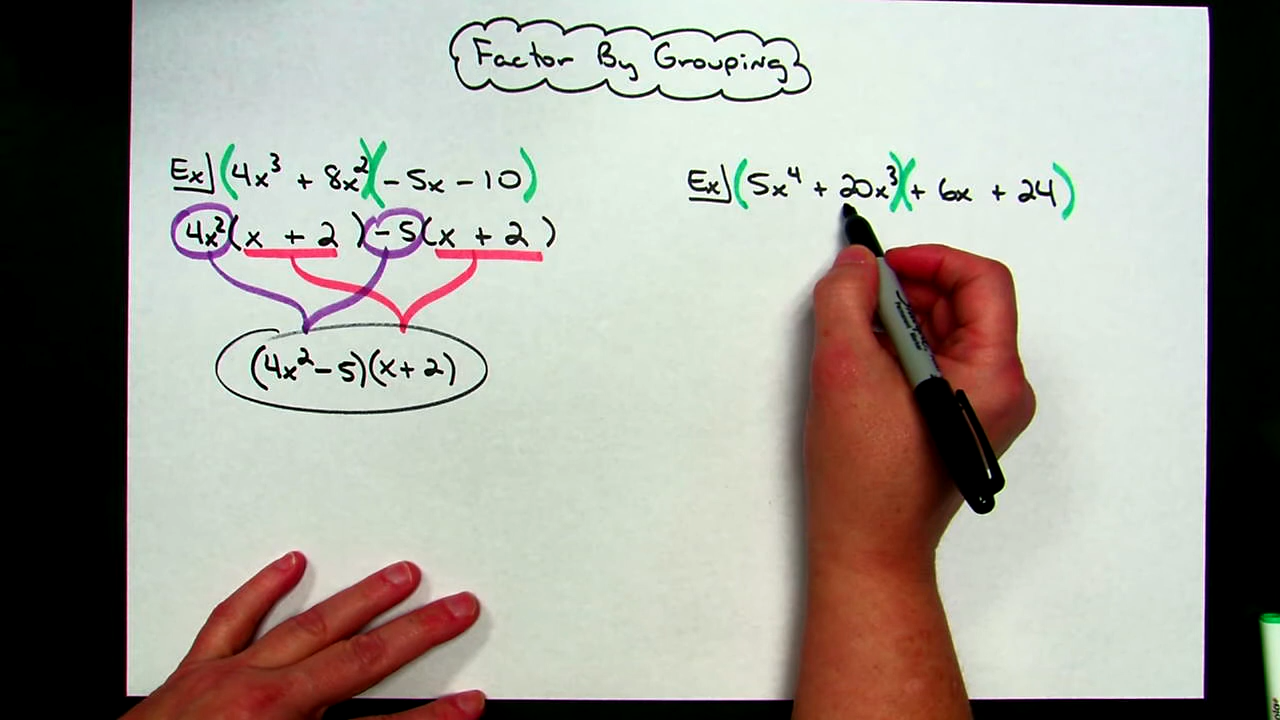 Factor By Grouping
Ex] (4x³ + 8x²)(- 5x - 10)
4x²(x + 2) - 5(x + 2)
(4x² - 5)(x + 2)
Ex] (5x⁴ + 20x³)(+ 6x + 24)